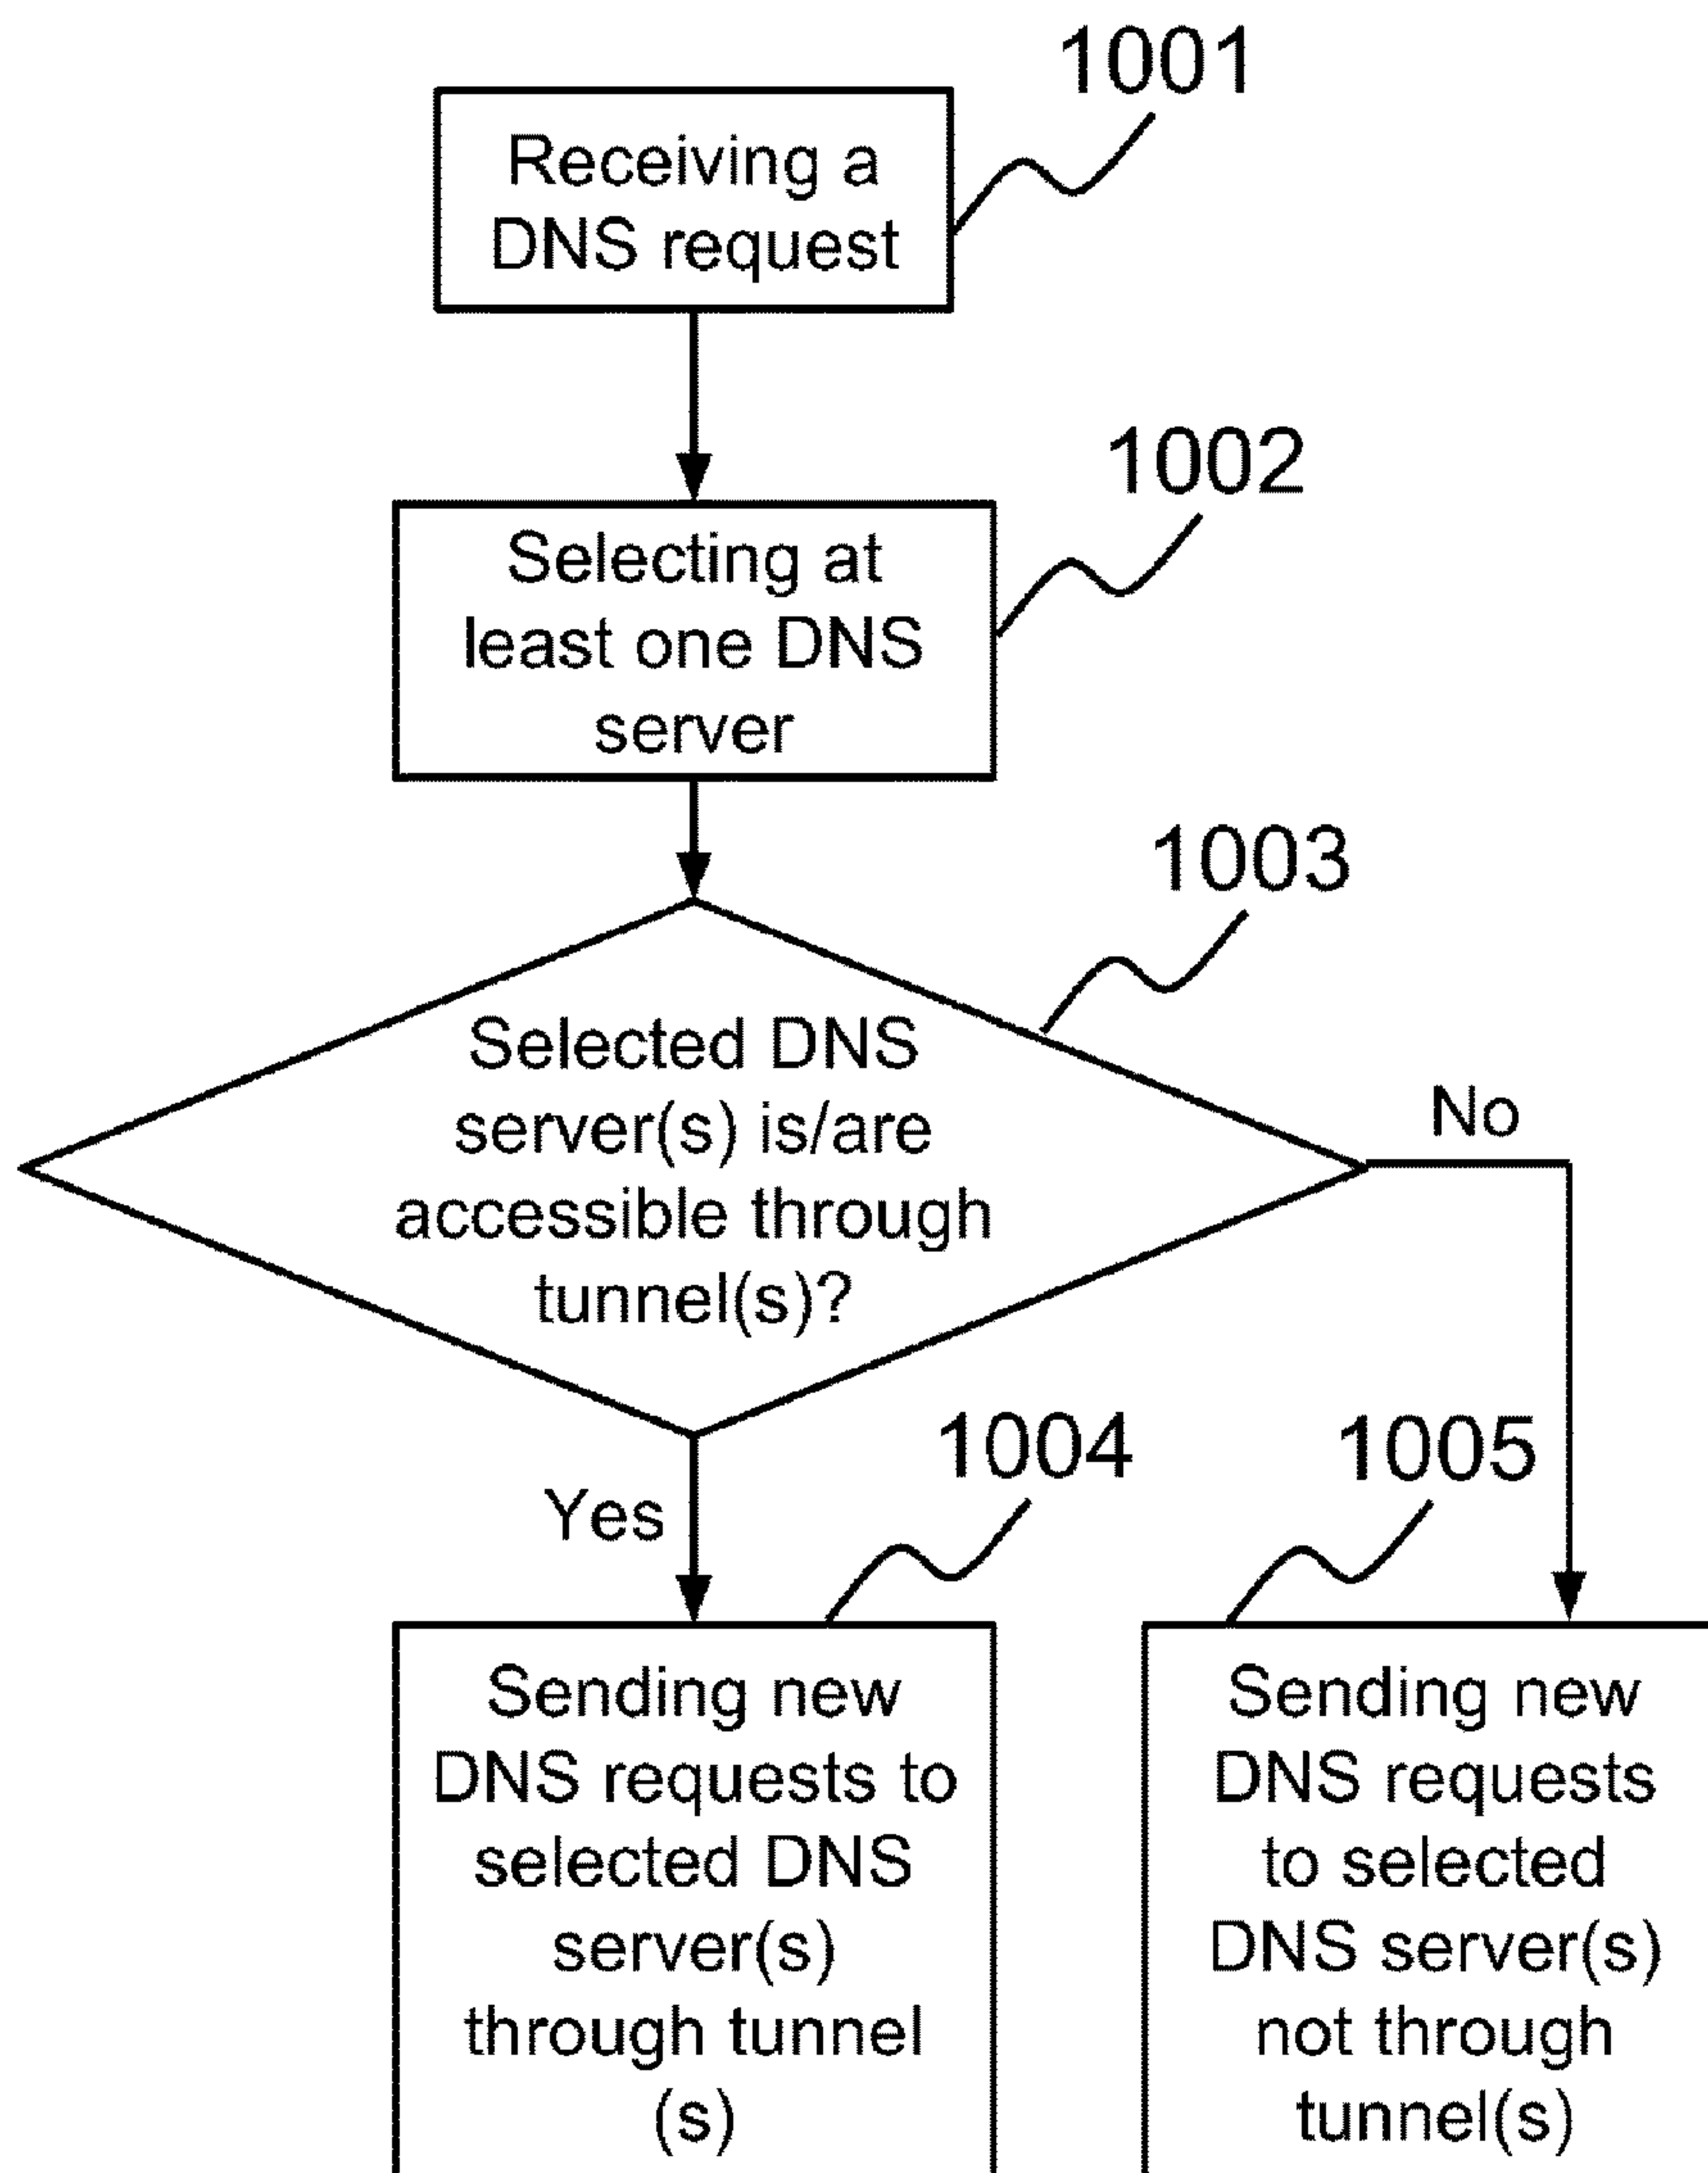 1001
Receiving a
DNS request
1002
Selecting at
least one DNS
server
1003
Selected DNS
server(s) is/are
accessible through
tunnel(s)?
No
Yes
1004
Sending new
DNS requests to
selected DNS
server(s)
through tunnel
(s)
1005
Sending new
DNS requests
to selected
DNS server(s)
not through
tunnel(s)